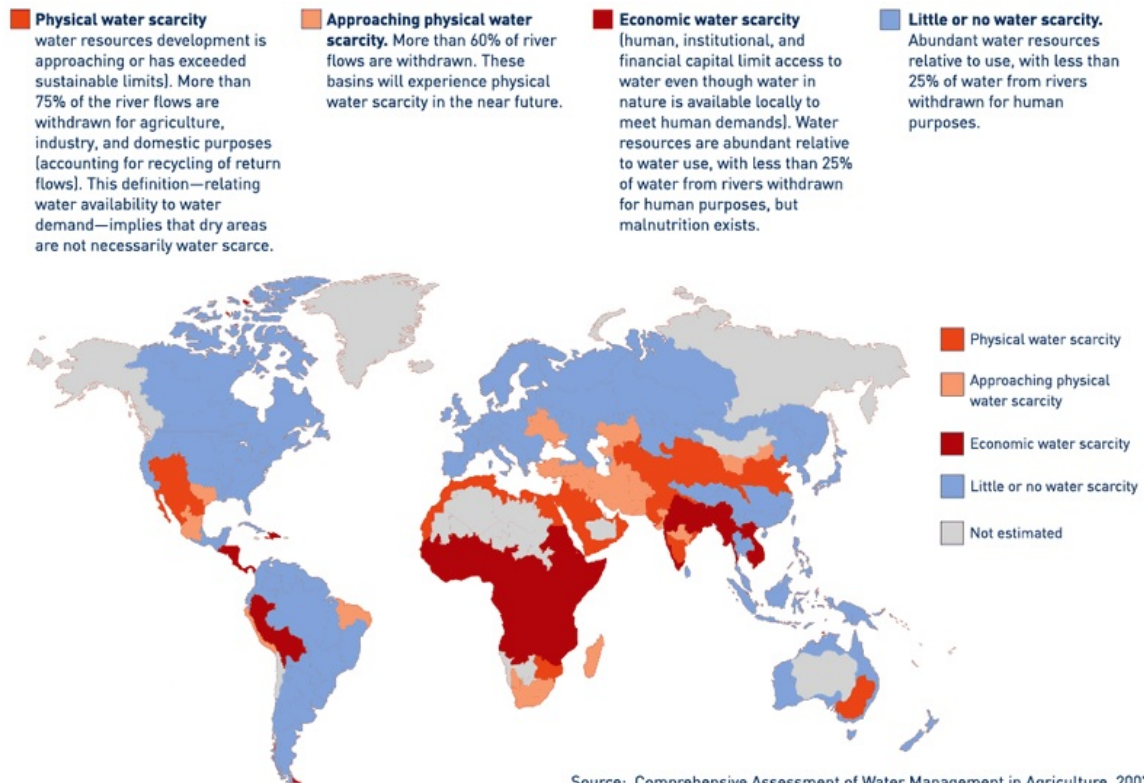 Physical water scarcity
water resources development is
approaching or has exceeded
sustainable limits). More than
75% of the river flows are
withdrawn for agriculture,
industry, and domestic purposes
(accounting for recycling of return
flows). This definition—relating
water availability to water
demand—implies that dry areas
are not necessarily water scarce.
Approaching physical water
scarcity. More than 60% of river
flows are withdrawn. These
basins will experience physical
water scarcity in the near future.
Economic water scarcity
(human, institutional, and
financial capital limit access to
water even though water in
nature is available locally to
meet human demands). Water
resources are abundant relative
to water use, with less than 25%
of water from rivers withdrawn
for human purposes, but
malnutrition exists.
Little or no water scarcity.
Abundant water resources
relative to use, with less than
25% of water from rivers
withdrawn for human
purposes.
Physical water scarcity
Approaching physical
water scarcity
Economic water scarcity
Little or no water scarcity
Not estimated
Source: Comprehensive Assessment of Water Management in Agriculture,